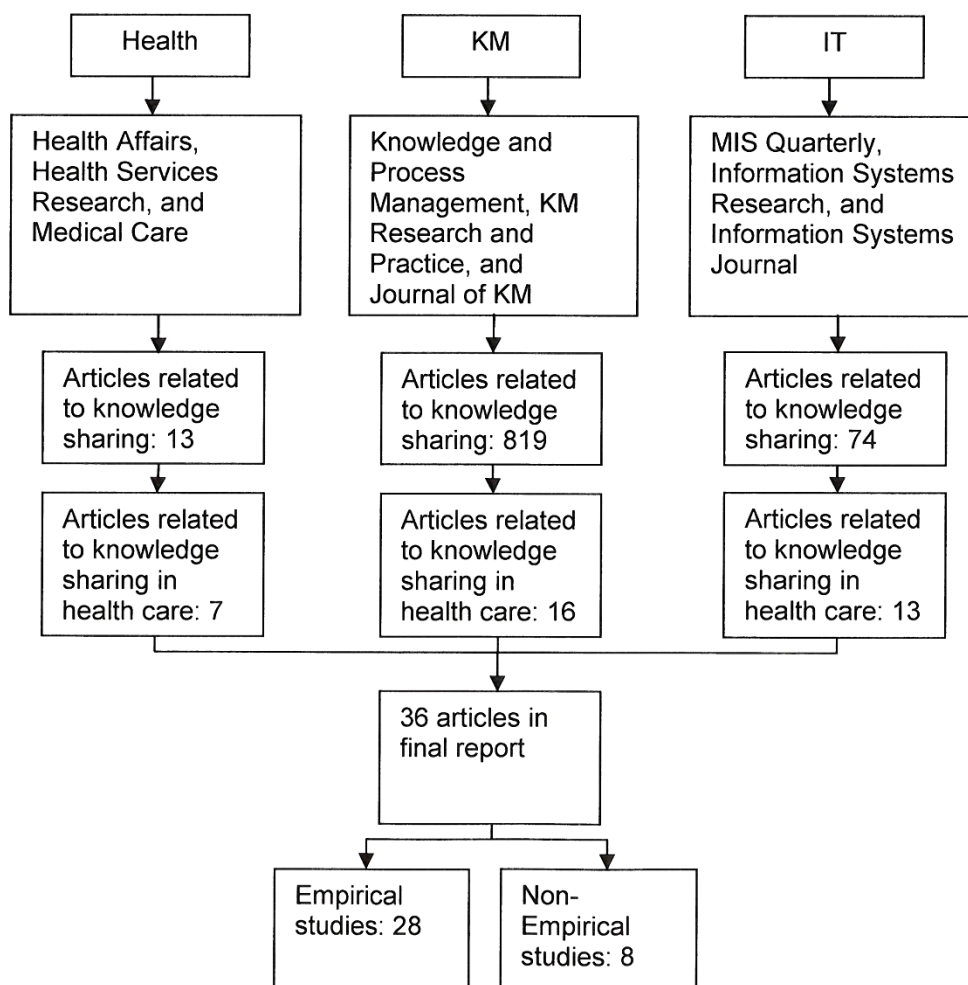 Health
KM
IT
Health Affairs,
Health Services
Research, and
Medical Care
Knowledge and
Process
Management, KM
Research and
Practice, and
Journal of KM
MIS Quarterly,
Information Systems
Research, and
Information Systems
Journal
Articles related
to knowledge
sharing: 13
Articles related
to knowledge
sharing: 819
Articles related
to knowledge
sharing: 74
Articles related
to knowledge
sharing in
health care: 7
Articles related
to knowledge
sharing in
health care: 16
Articles related
to knowledge
sharing in
health care: 13
36 articles in
final report
Empirical
studies: 28
Non-
Empirical
studies: 8